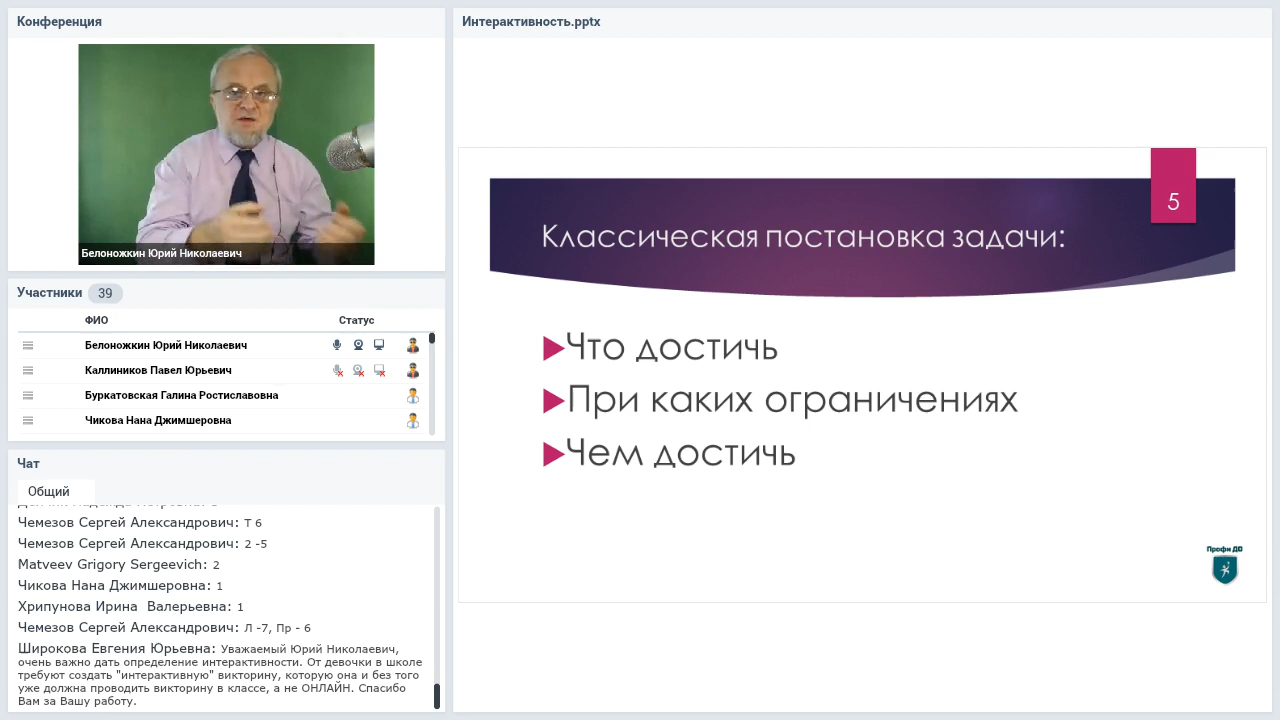 Конференция
Белоножкин Юрий Николаевич
Участники 39
ФИО Статус
Белоножкин Юрий Николаевич
Каллиников Павел Юрьевич
Буркатовская Галина Ростиславовна
Чикова Нана Джимшеровна
Чат
Общий
Чемезов Сергей Александрович: Т 6
Чемезов Сергей Александрович: 2 -5
Matveev Grigory Sergeevich: 2
Чикова Нана Джимшеровна: 1
Хрипунова Ирина  Валерьевна: 1
Чемезов Сергей Александрович: Л -7, Пр - 6
Широкова Евгения Юрьевна: Уважаемый Юрий Николаевич,
очень важно дать определение интерактивности. От девочки в школе
требуют создать "интерактивную" викторину, которую она и без того
уже должна проводить викторину в классе, а не ОНЛАЙН. Спасибо
Вам за Вашу работу.
Интерактивность.pptx
5
Классическая постановка задачи:
Что достичь
При каких ограничениях
Чем достичь
Профи ДО